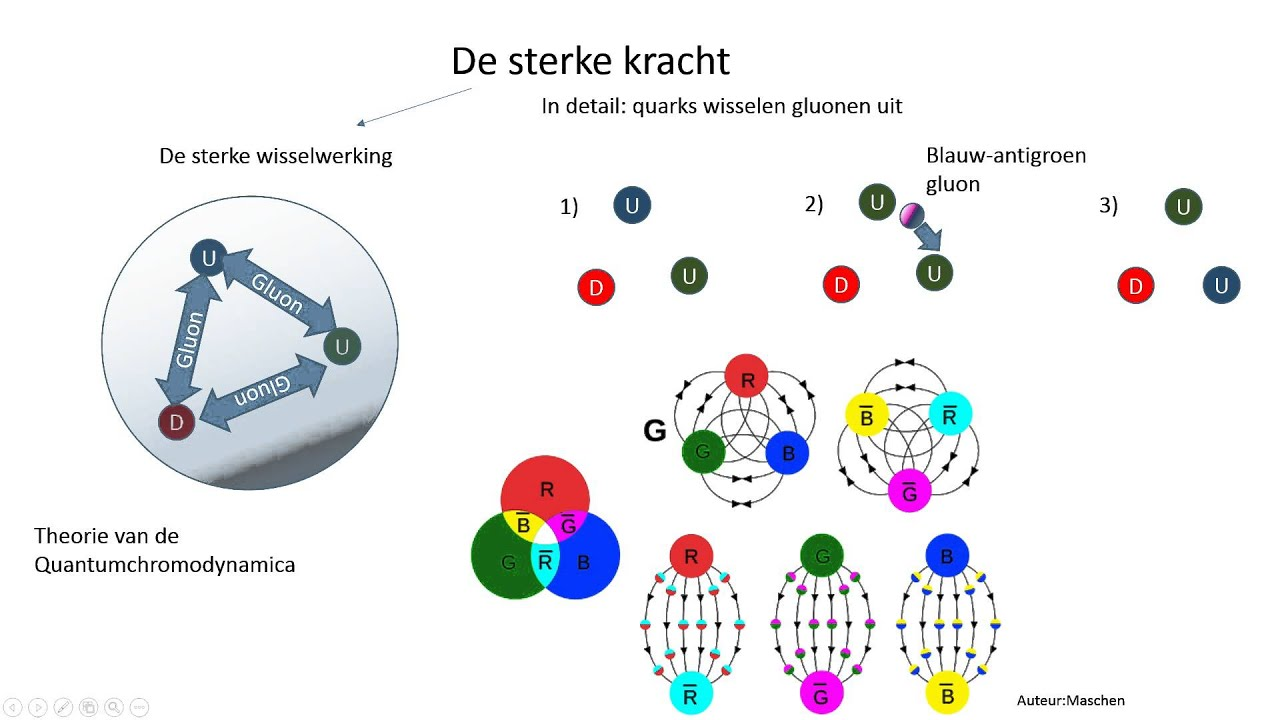 De sterke kracht
In detail: quarks wisselen gluonen uit
De sterke wisselwerking
Blauw-antigroen
gluon
1)
U
D
U
2)
U
D
U
3)
U
D
U
U
Gluon
Gluon
U
Gluon
D
Theorie van de
Quantumchromodynamica
G
R
G
B
B̅
R̅
G̅
R
B̅
G̅
G
R̅
B
R
G
B
R̅
G̅
B̅
Auteur:Maschen